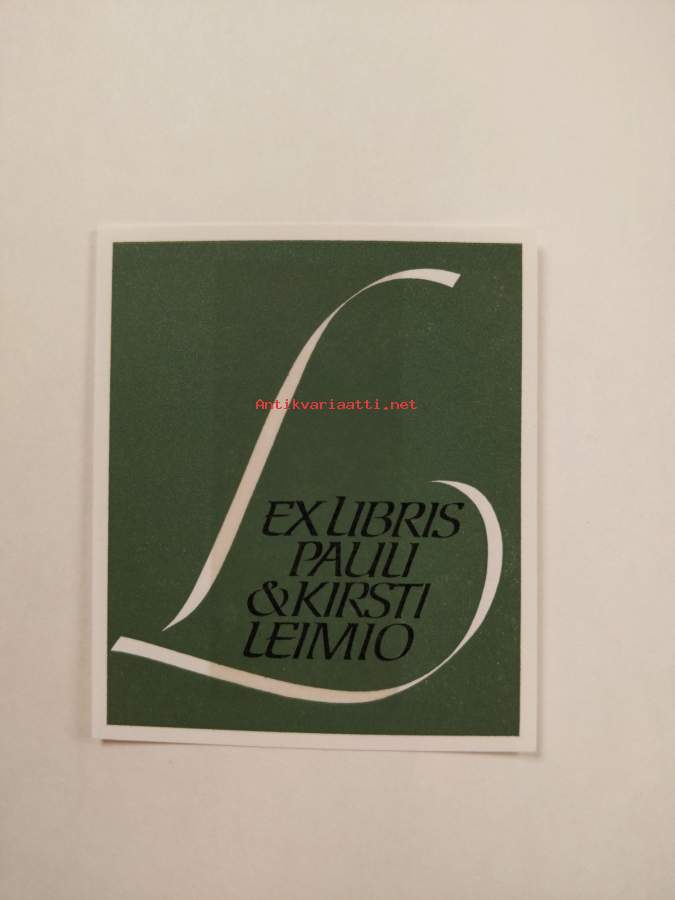 Antikvariaatti.net
L
EX LIBRIS
PAULI
& KIRSTI
LEIMIO